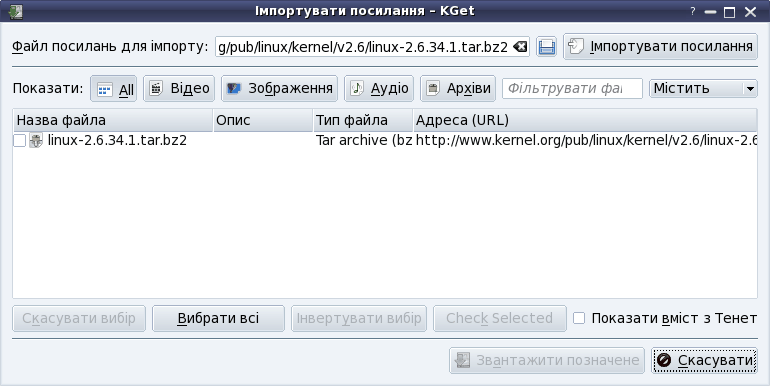 Імпортувати посилання – KGet
?
Файл посилань для імпорту: g/pub/linux/kernel/v2.6/linux-2.6.34.1.tar.bz2 Імпортувати посилання
Показати: All Відео Зображення Аудіо Архіви Фільтрувати Містить
Назва файла Опис Тип файла Адреса (URL)
linux-2.6.34.1.tar.bz2 Tar archive (bz http://www.kernel.org/pub/linux/kernel/v2.6/linux-2.6
Скасувати вибір Вибрати всі Інвертувати вибір Check Selected Показати вміст з Тенет
Звантажити позначене Скасувати